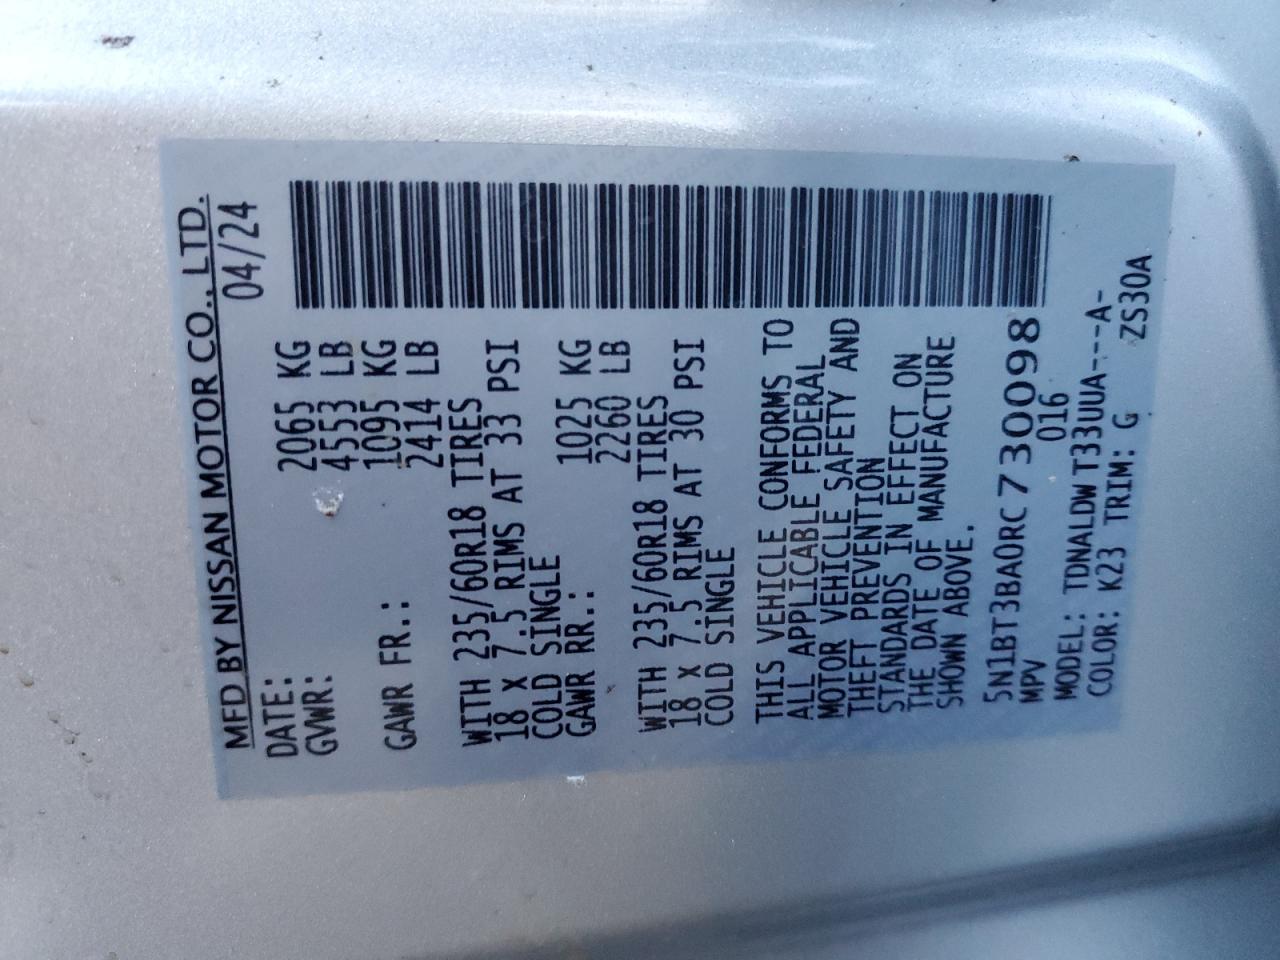 MFD BY NISSAN MOTOR CO., LTD.
DATE: 04/24
GVWR: 2065 KG
4553 LB
GAWR FR.: 1095 KG
2414 LB
WITH 235/60R18 TIRES
18 x 7.5 RIMS AT 33 PSI
COLD SINGLE
GAWR RR.: 1025 KG
2260 LB
WITH 235/60R18 TIRES
18 x 7.5 RIMS AT 30 PSI
COLD SINGLE
THIS VEHICLE CONFORMS TO
ALL APPLICABLE FEDERAL
MOTOR VEHICLE SAFETY AND
THEFT PREVENTION
STANDARDS IN EFFECT ON
THE DATE OF MANUFACTURE
SHOWN ABOVE.
5N1BT3BA0RC730098
MPV 016
MODEL: TDNALDWT33UUA---A-
COLOR: K23 TRIM: G ZS30A